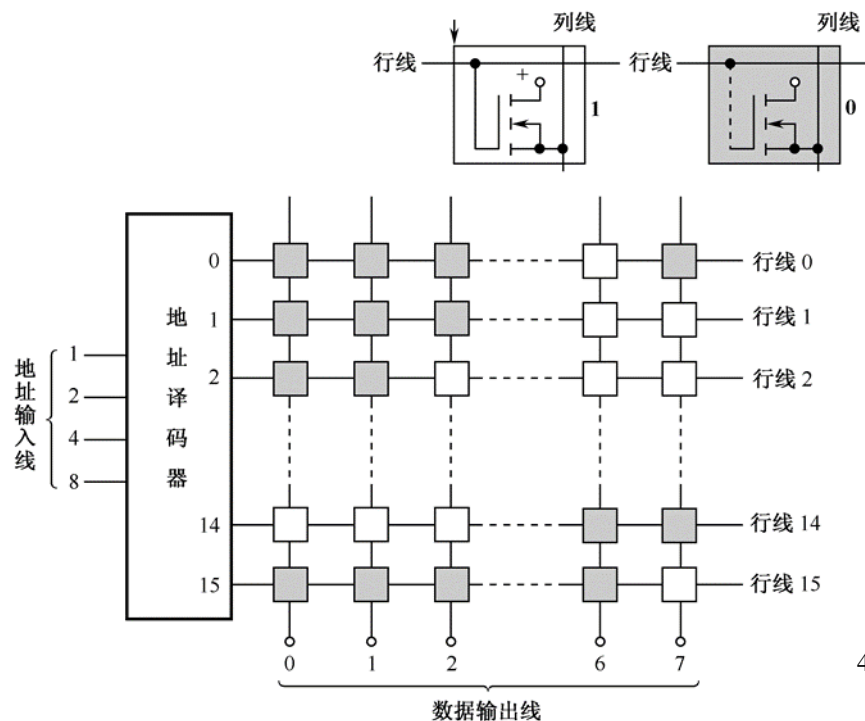 列线 列线
行线 行线
+ 1 0
0 行线 0
地 1 行线 1
址 2 行线 2
译
码
器
地址输入线
1
2
4
8
14 行线 14
15 行线 15
0 1 2 6 7
4
数据输出线